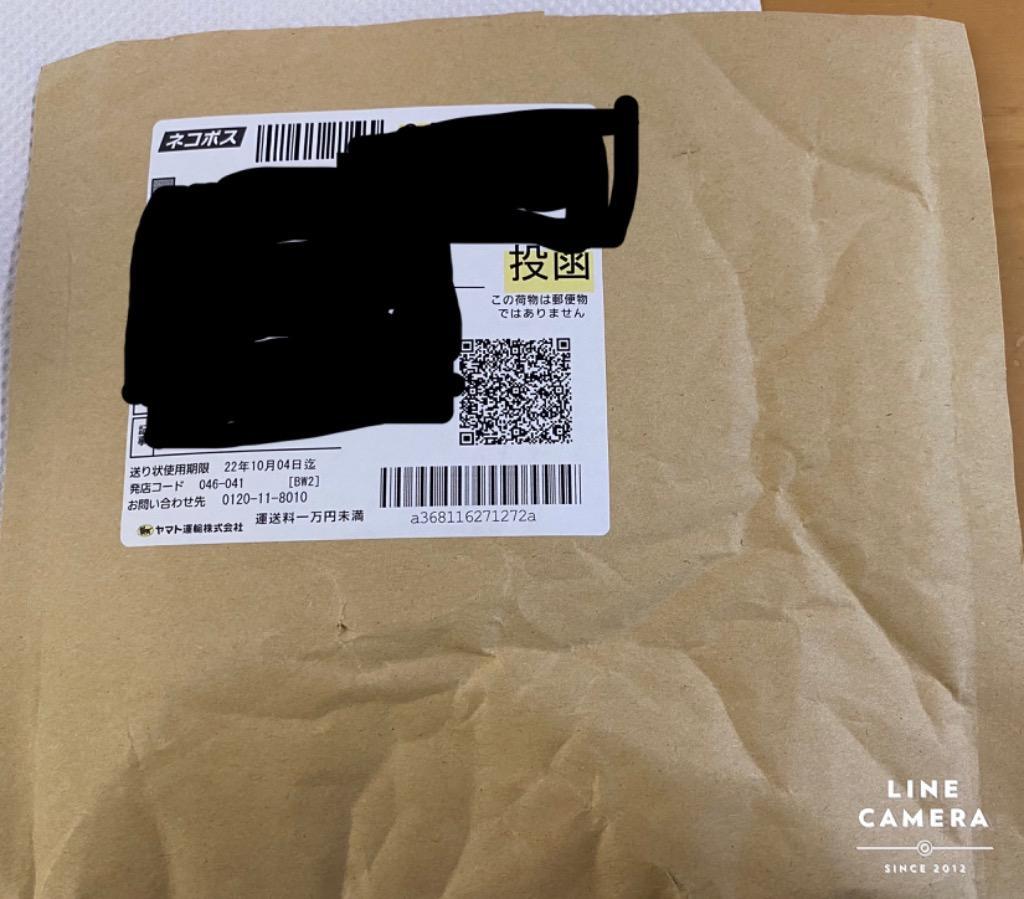 ネコポス
投函
この荷物は郵便物
ではありません
送り状使用期限 22年10月04日迄
発店コード 046-041 [BW2]
お問い合わせ先 0120-11-8010
ヤマト運輸株式会社 運送料一万円未満
a368116271272a
LINE
CAMERA
SINCE 2012